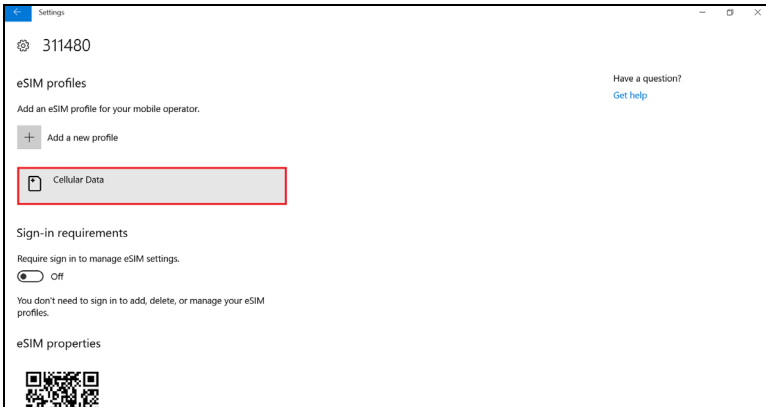 Settings
311480
eSIM profiles
Add an eSIM profile for your mobile operator.
Add a new profile
Cellular Data
Sign-in requirements
Require sign in to manage eSIM settings.
Off
You don't need to sign in to add, delete, or manage your eSIM
profiles.
eSIM properties
Have a question?
Get help